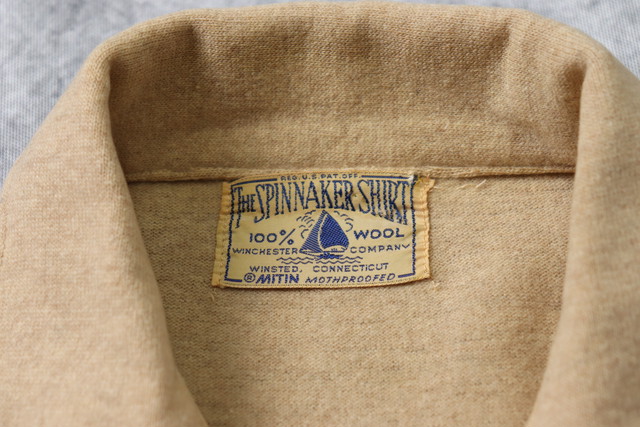 REG. U.S. PAT. OFF.
THE SPINNAKER SHIRT
100% WOOL
WINCHESTER COMPANY
WINSTED, CONNECTICUT
®MITIN MOTHPROOFED